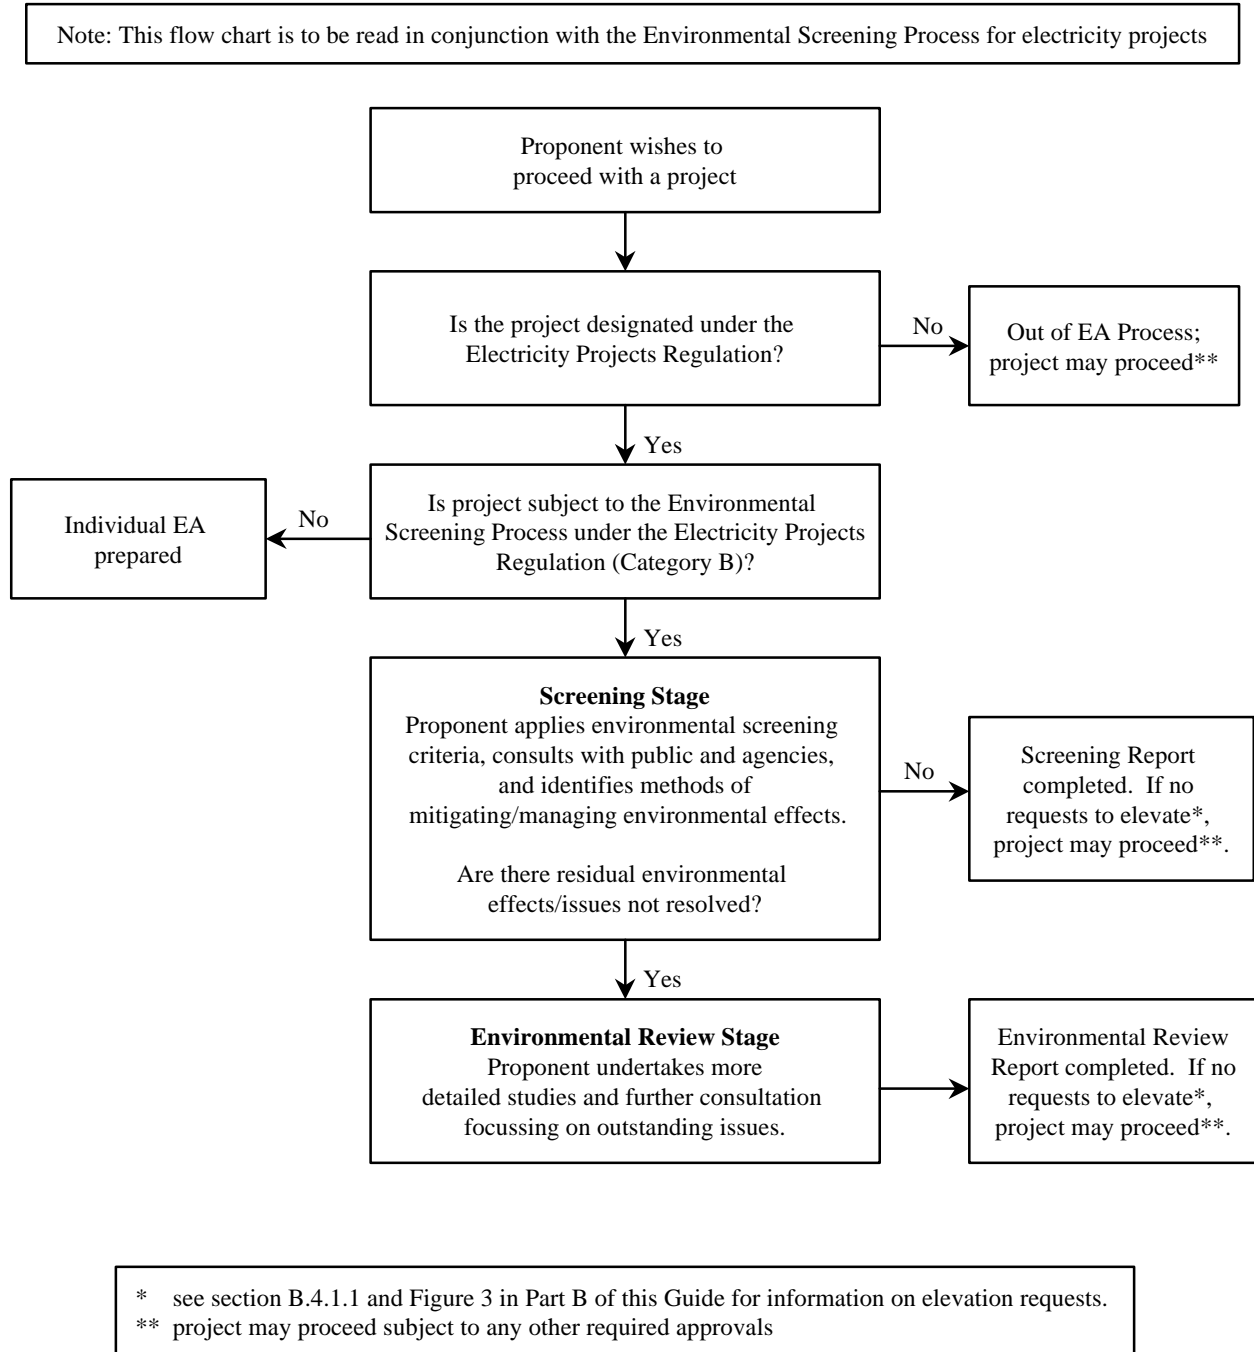 Note: This flow chart is to be read in conjunction with the Environmental Screening Process for electricity projects
Proponent wishes to
proceed with a project
Is the project designated under the
Electricity Projects Regulation?
No
Out of EA Process;
project may proceed**
Yes
Individual EA
prepared
No
Is project subject to the Environmental
Screening Process under the Electricity Projects
Regulation (Category B)?
Yes
Screening Stage
Proponent applies environmental screening
criteria, consults with public and agencies,
and identifies methods of
mitigating/managing environmental effects.
Are there residual environmental
effects/issues not resolved?
No
Screening Report
completed.  If no
requests to elevate*,
project may proceed**.
Yes
Environmental Review Stage
Proponent undertakes more
detailed studies and further consultation
focussing on outstanding issues.
Environmental Review
Report completed.  If no
requests to elevate*,
project may proceed**.
* see section B.4.1.1 and Figure 3 in Part B of this Guide for information on elevation requests.
** project may proceed subject to any other required approvals